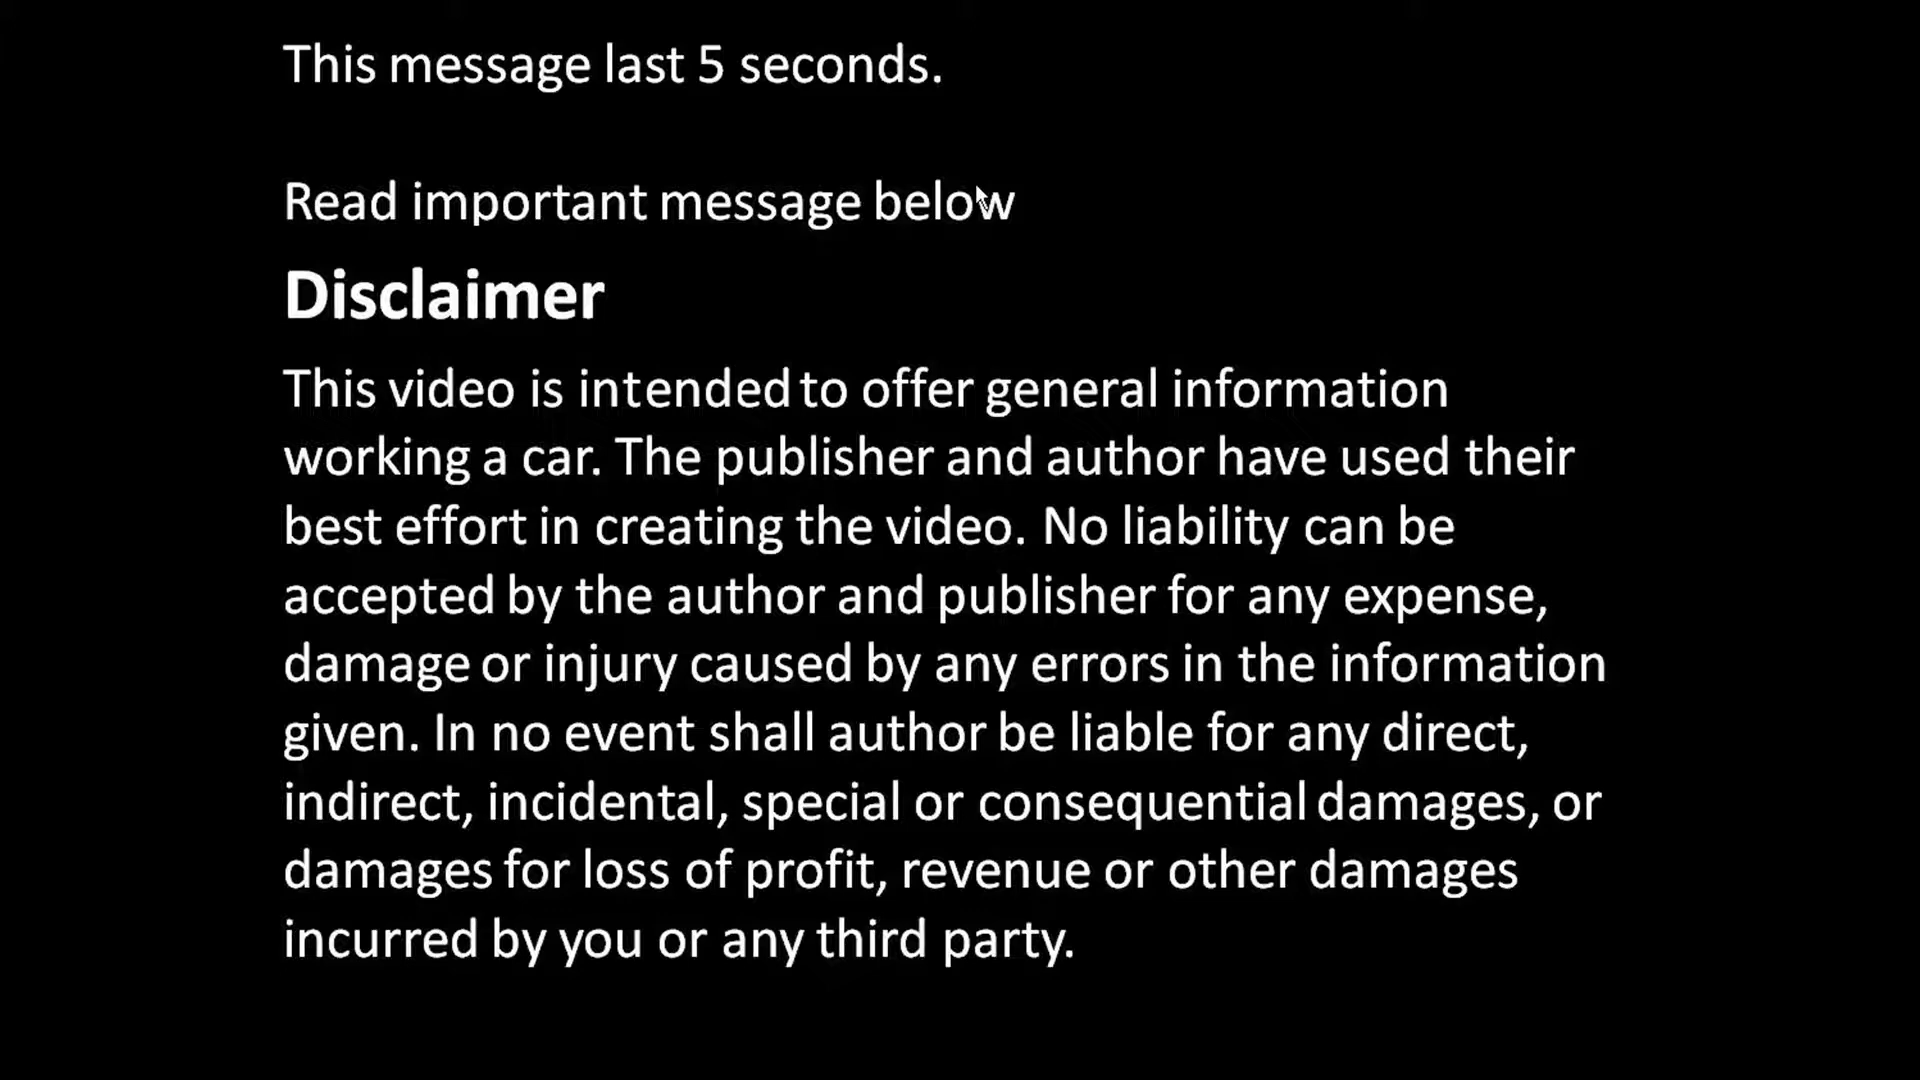 This message last 5 seconds.
Read important message below
Disclaimer
This video is intended to offer general information
working a car. The publisher and author have used their
best effort in creating the video. No liability can be
accepted by the author and publisher for any expense,
damage or injury caused by any errors in the information
given. In no event shall author be liable for any direct,
indirect, incidental, special or consequential damages, or
damages for loss of profit, revenue or other damages
incurred by you or any third party.